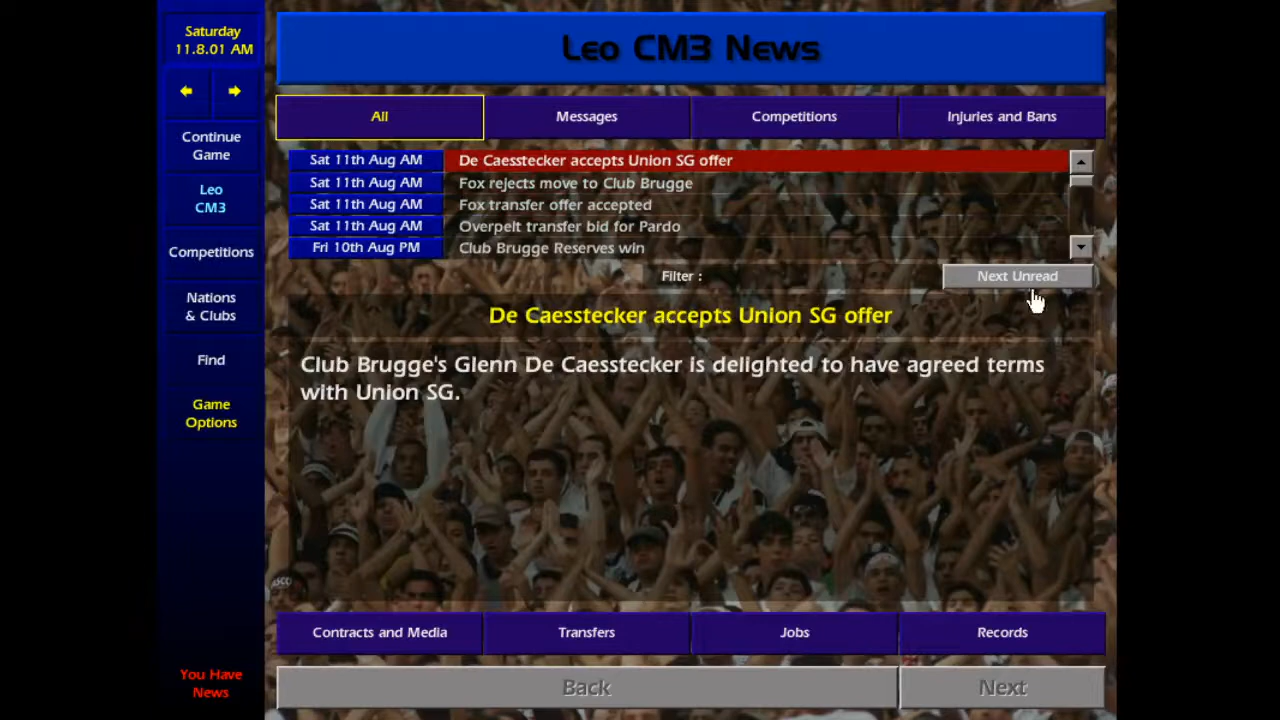 Saturday
11.8.01 AM
Leo CM3 News
Continue
Game
Leo
CM3
Competitions
Nations
& Clubs
Find
Game
Options
You Have
News
All
Messages
Competitions
Injuries and Bans
Sat 11th Aug AM De Caesstecker accepts Union SG offer
Sat 11th Aug AM Fox rejects move to Club Brugge
Sat 11th Aug AM Fox transfer offer accepted
Sat 11th Aug AM Overpelt transfer bid for Pardo
Fri 10th Aug PM Club Brugge Reserves win
Filter :
Next Unread
De Caesstecker accepts Union SG offer
Club Brugge's Glenn De Caesstecker is delighted to have agreed terms
with Union SG.
Contracts and Media
Transfers
Jobs
Records
Back
Next